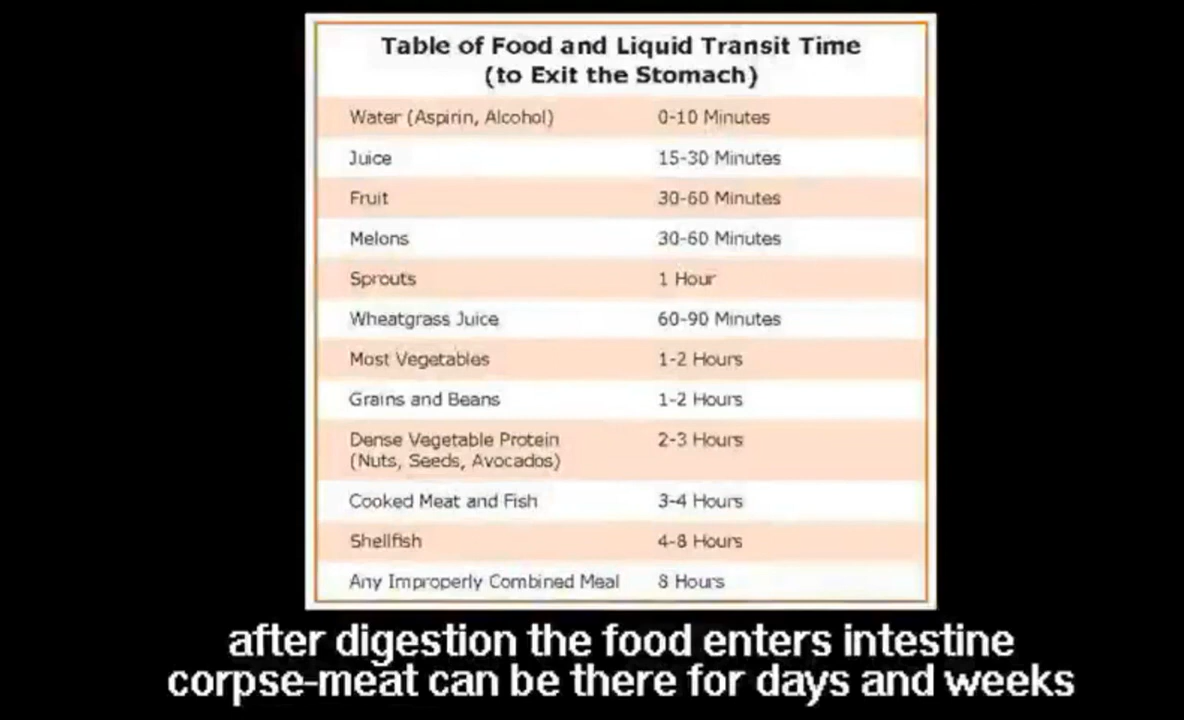 Table of Food and Liquid Transit Time
(to Exit the Stomach)
Water (Aspirin, Alcohol) 0-10 Minutes
Juice 15-30 Minutes
Fruit 30-60 Minutes
Melons 30-60 Minutes
Sprouts 1 Hour
Wheatgrass Juice 60-90 Minutes
Most Vegetables 1-2 Hours
Grains and Beans 1-2 Hours
Dense Vegetable Protein 2-3 Hours
(Nuts, Seeds, Avocados)
Cooked Meat and Fish 3-4 Hours
Shellfish 4-8 Hours
Any Improperly Combined Meal 8 Hours
after digestion the food enters intestine
corpse-meat can be there for days and weeks